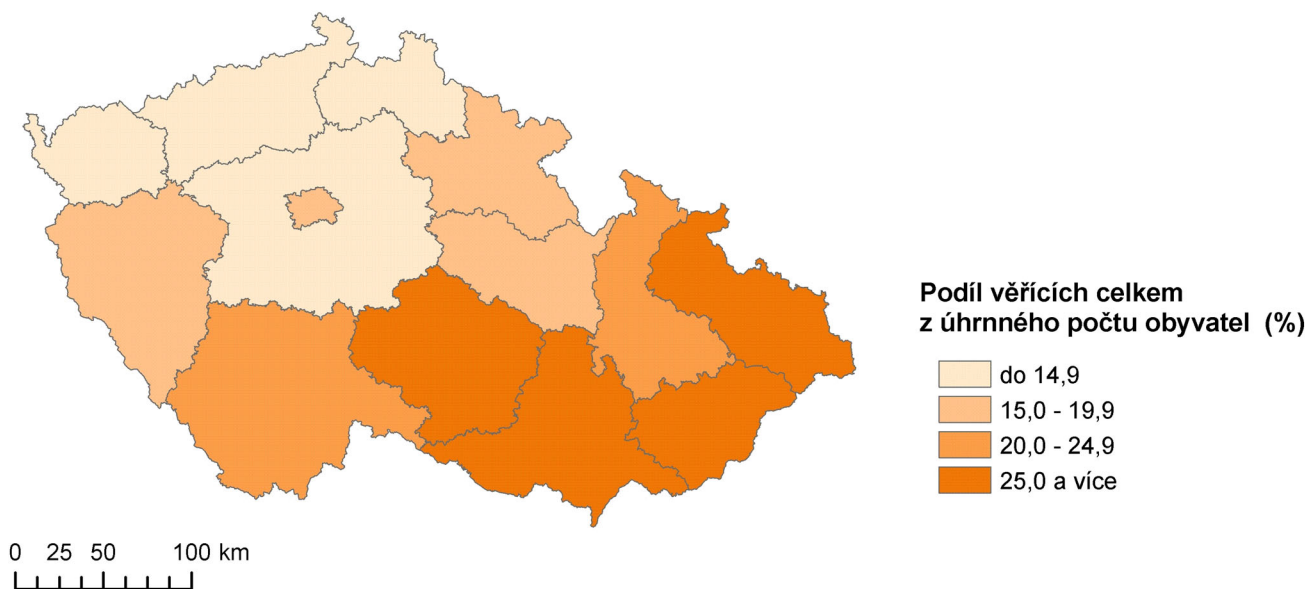 Podíl věřících celkem
z úhrnného počtu obyvatel (%)
do 14,9
15,0 - 19,9
20,0 - 24,9
25,0 a více
0 25 50 100 km